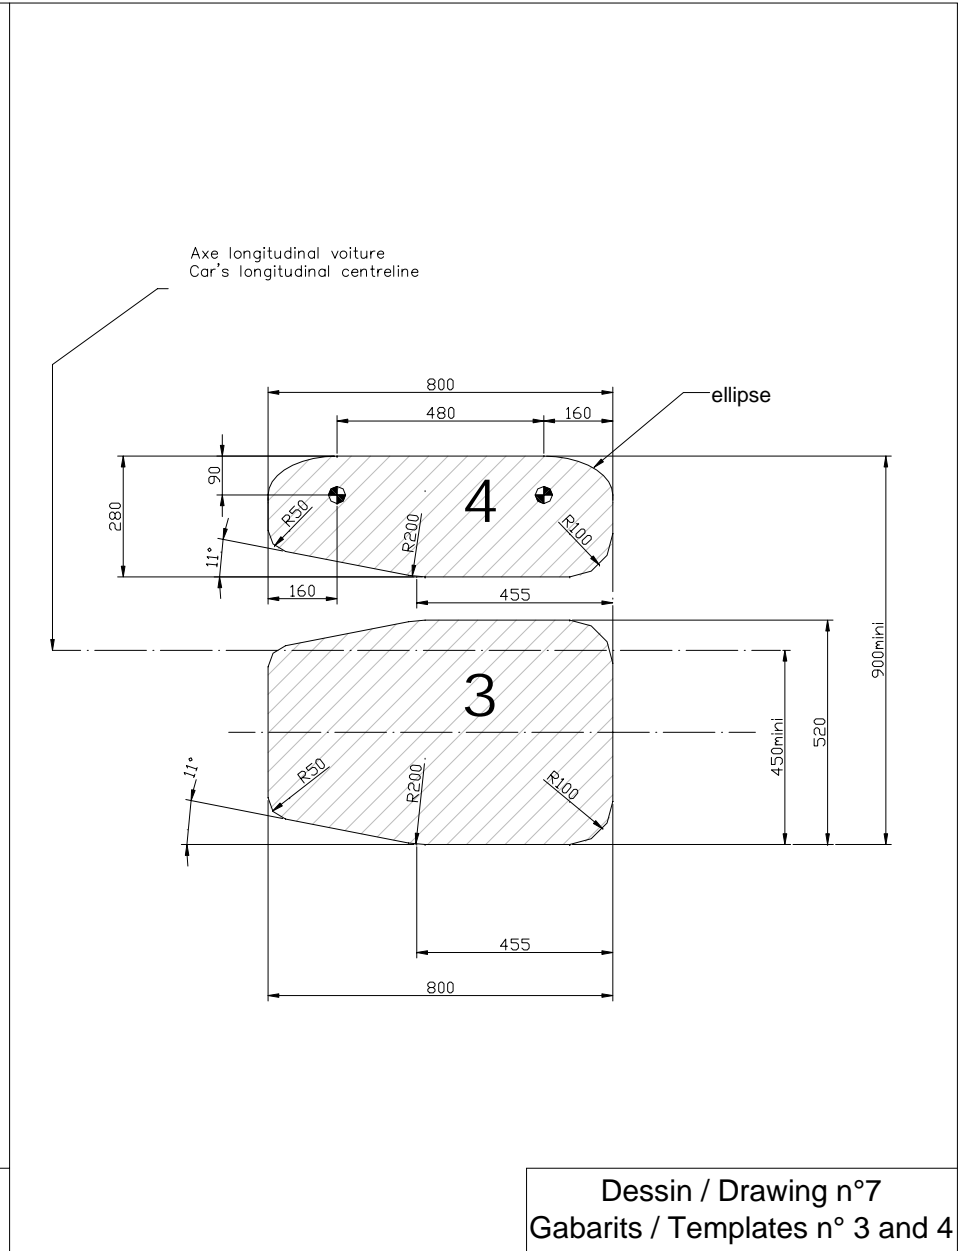 Axe longitudinal voiture
Car's longitudinal centreline
800
ellipse
480
160
90
280
4
R50
R200
R100
11°
160
455
900mini
3
450mini
520
11°
R50
R200
R100
455
800
Dessin / Drawing n°7
Gabarits / Templates n° 3 and 4